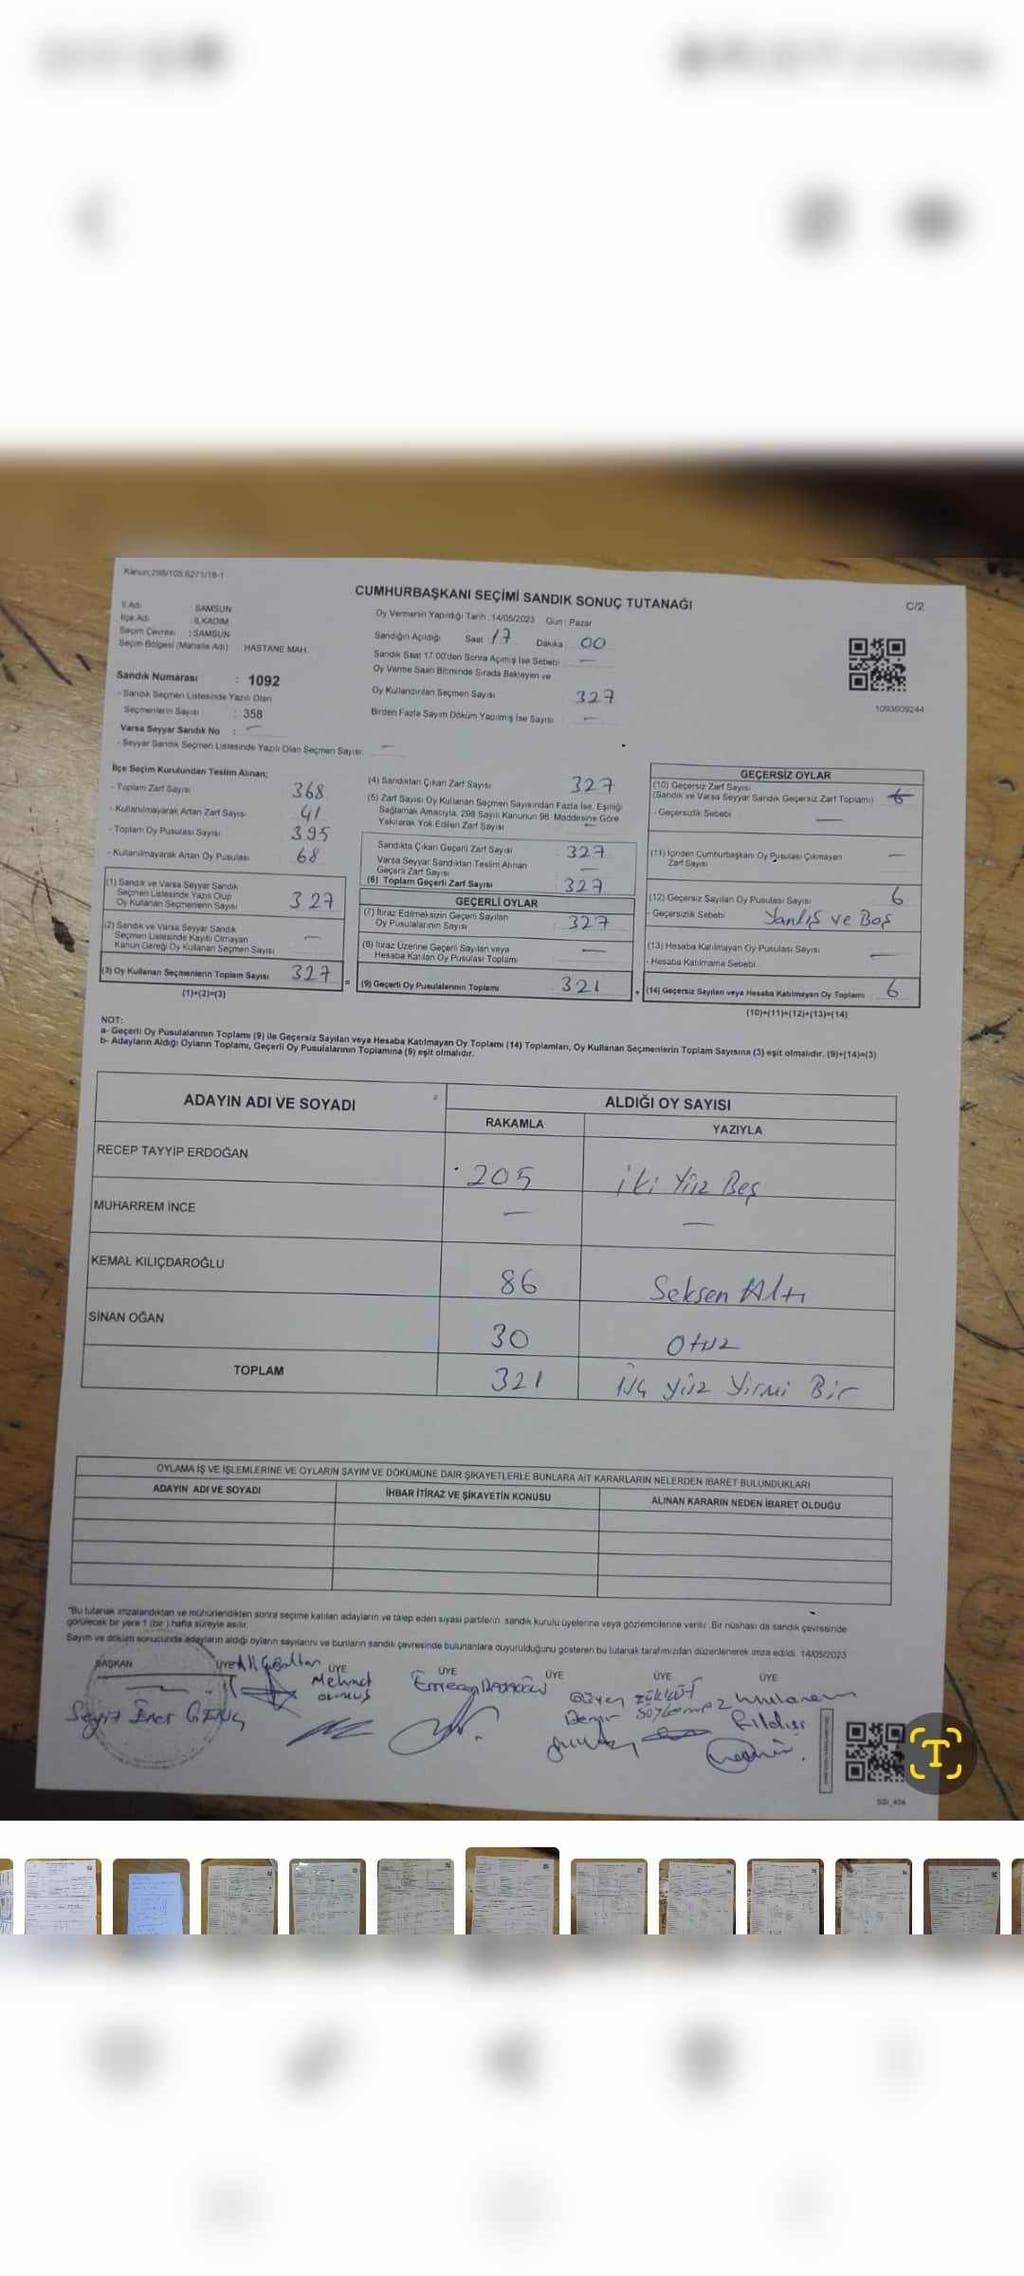 Kanun;298/105,6271/18-1
CUMHURBAŞKANI SEÇİMİ SANDIK SONUÇ TUTANAĞI
C/2
İl Adı : SAMSUN
İlçe Adı : İLKADIM
Seçim Çevresi : SAMSUN
Seçim Bölgesi (Mahalle Adı) HASTANE MAH.
Sandık Numarası : 1092
- Sandık Seçmen Listesinde Yazılı Olan
Seçmenlerin Sayısı : 358
Varsa Seyyar Sandık No : —
- Seyyar Sandık Seçmen Listesinde Yazılı Olan Seçmen Sayısı: —
Oy Vermenin Yapıldığı Tarih : 14/05/2023 Gün : Pazar
Sandığın Açıldığı Saat : 17 Dakika 00
Sandık Saat 17:00'den Sonra Açılmış İse Sebebi —
Oy Verme Saati Bitiminde Sırada Bekleyen ve
Oy Kullandırılan Seçmen Sayısı 327
Birden Fazla Sayım Döküm Yapılmış İse Sayısı —
1093609244
İlçe Seçim Kurulundan Teslim Alınan;
- Toplam Zarf Sayısı 368
- Kullanılmayarak Artan Zarf Sayısı 41
- Toplam Oy Pusulası Sayısı 395
- Kullanılmayarak Artan Oy Pusulası 68
(1) Sandık ve Varsa Seyyar Sandık
Seçmen Listesinde Yazılı Olup
Oy Kullanan Seçmenlerin Sayısı 327
(2) Sandık ve Varsa Seyyar Sandık
Seçmen Listesinde Kayıtlı Olmayan
Kanun Gereği Oy Kullanan Seçmen Sayısı —
(3) Oy Kullanan Seçmenlerin Toplam Sayısı 327
(1)+(2)=(3)
(4) Sandıktan Çıkan Zarf Sayısı 327
(5) Zarf Sayısı Oy Kullanan Seçmen Sayısından Fazla İse, Eşitliği
Sağlamak Amacıyla, 298 Sayılı Kanunun 98. Maddesine Göre
Yakılarak Yok Edilen Zarf Sayısı —
Sandıkta Çıkan Geçerli Zarf Sayısı 327
Varsa Seyyar Sandıktan Teslim Alınan
Geçerli Zarf Sayısı —
(6) Toplam Geçerli Zarf Sayısı 327
GEÇERLİ OYLAR
(7) İtiraz Edilmeksizin Geçerli Sayılan
Oy Pusulalarının Sayısı 327
(8) İtiraz Üzerine Geçerli Sayılan veya
Hesaba Katılan Oy Pusulası Toplamı —
= (9) Geçerli Oy Pusulalarının Toplamı 321
GEÇERSİZ OYLAR
(10) Geçersiz Zarf Sayısı
(Sandık ve Varsa Seyyar Sandık Geçersiz Zarf Toplamı)
- Geçersizlik Sebebi —
(11) İçinden Cumhurbaşkanı Oy Pusulası Çıkmayan
Zarf Sayısı —
(12) Geçersiz Sayılan Oy Pusulası Sayısı 6
- Geçersizlik Sebebi Yanlış ve Boş
(13) Hesaba Katılmayan Oy Pusulası Sayısı —
- Hesaba Katılmama Sebebi
+ (14) Geçersiz Sayılan veya Hesaba Katılmayan Oy Toplamı 6
(10)+(11)+(12)+(13)=(14)
NOT:
a- Geçerli Oy Pusulalarının Toplamı (9) ile Geçersiz Sayılan veya Hesaba Katılmayan Oy Toplamı (14) Toplamları, Oy Kullanan Seçmenlerin Toplam Sayısına (3) eşit olmalıdır. (9)+(14)=(3)
b- Adayların Aldığı Oyların Toplamı, Geçerli Oy Pusulalarının Toplamına (9) eşit olmalıdır.
ADAYIN ADI VE SOYADI
ALDIĞI OY SAYISI
RAKAMLA YAZIYLA
RECEP TAYYİP ERDOĞAN 205 İki Yüz Beş
MUHARREM İNCE — —
KEMAL KILIÇDAROĞLU 86 Seksen Altı
SİNAN OĞAN 30 Otuz
TOPLAM 321 Üç Yüz Yirmi Bir
OYLAMA İŞ VE İŞLEMLERİNE VE OYLARIN SAYIM VE DÖKÜMÜNE DAİR ŞİKAYETLERLE BUNLARA AİT KARARLARIN NELERDEN İBARET BULUNDUKLARI
ADAYIN ADI VE SOYADI İHBAR İTİRAZ VE ŞİKAYETİN KONUSU ALINAN KARARIN NEDEN İBARET OLDUĞU
"Bu tutanak imzalandıktan ve mühürlendikten sonra seçime katılan adayların ve talep eden siyasi partilerin sandık kurulu üyelerine veya gözlemcilerine verilir. Bir nüshası da sandık çevresinde
görülecek bir yere 1 (bir) hafta süreyle asılır.
Sayım ve döküm sonucunda adayların aldığı oyların sayılarını ve bunların sandık çevresinde bulunanlara duyurulduğunu gösteren bu tutanak tarafımızdan düzenlenerek imza edildi. 14/05/2023
BAŞKAN ÜYE ÜYE ÜYE ÜYE ÜYE ÜYE
Mehmet
Seyit
Demir
T